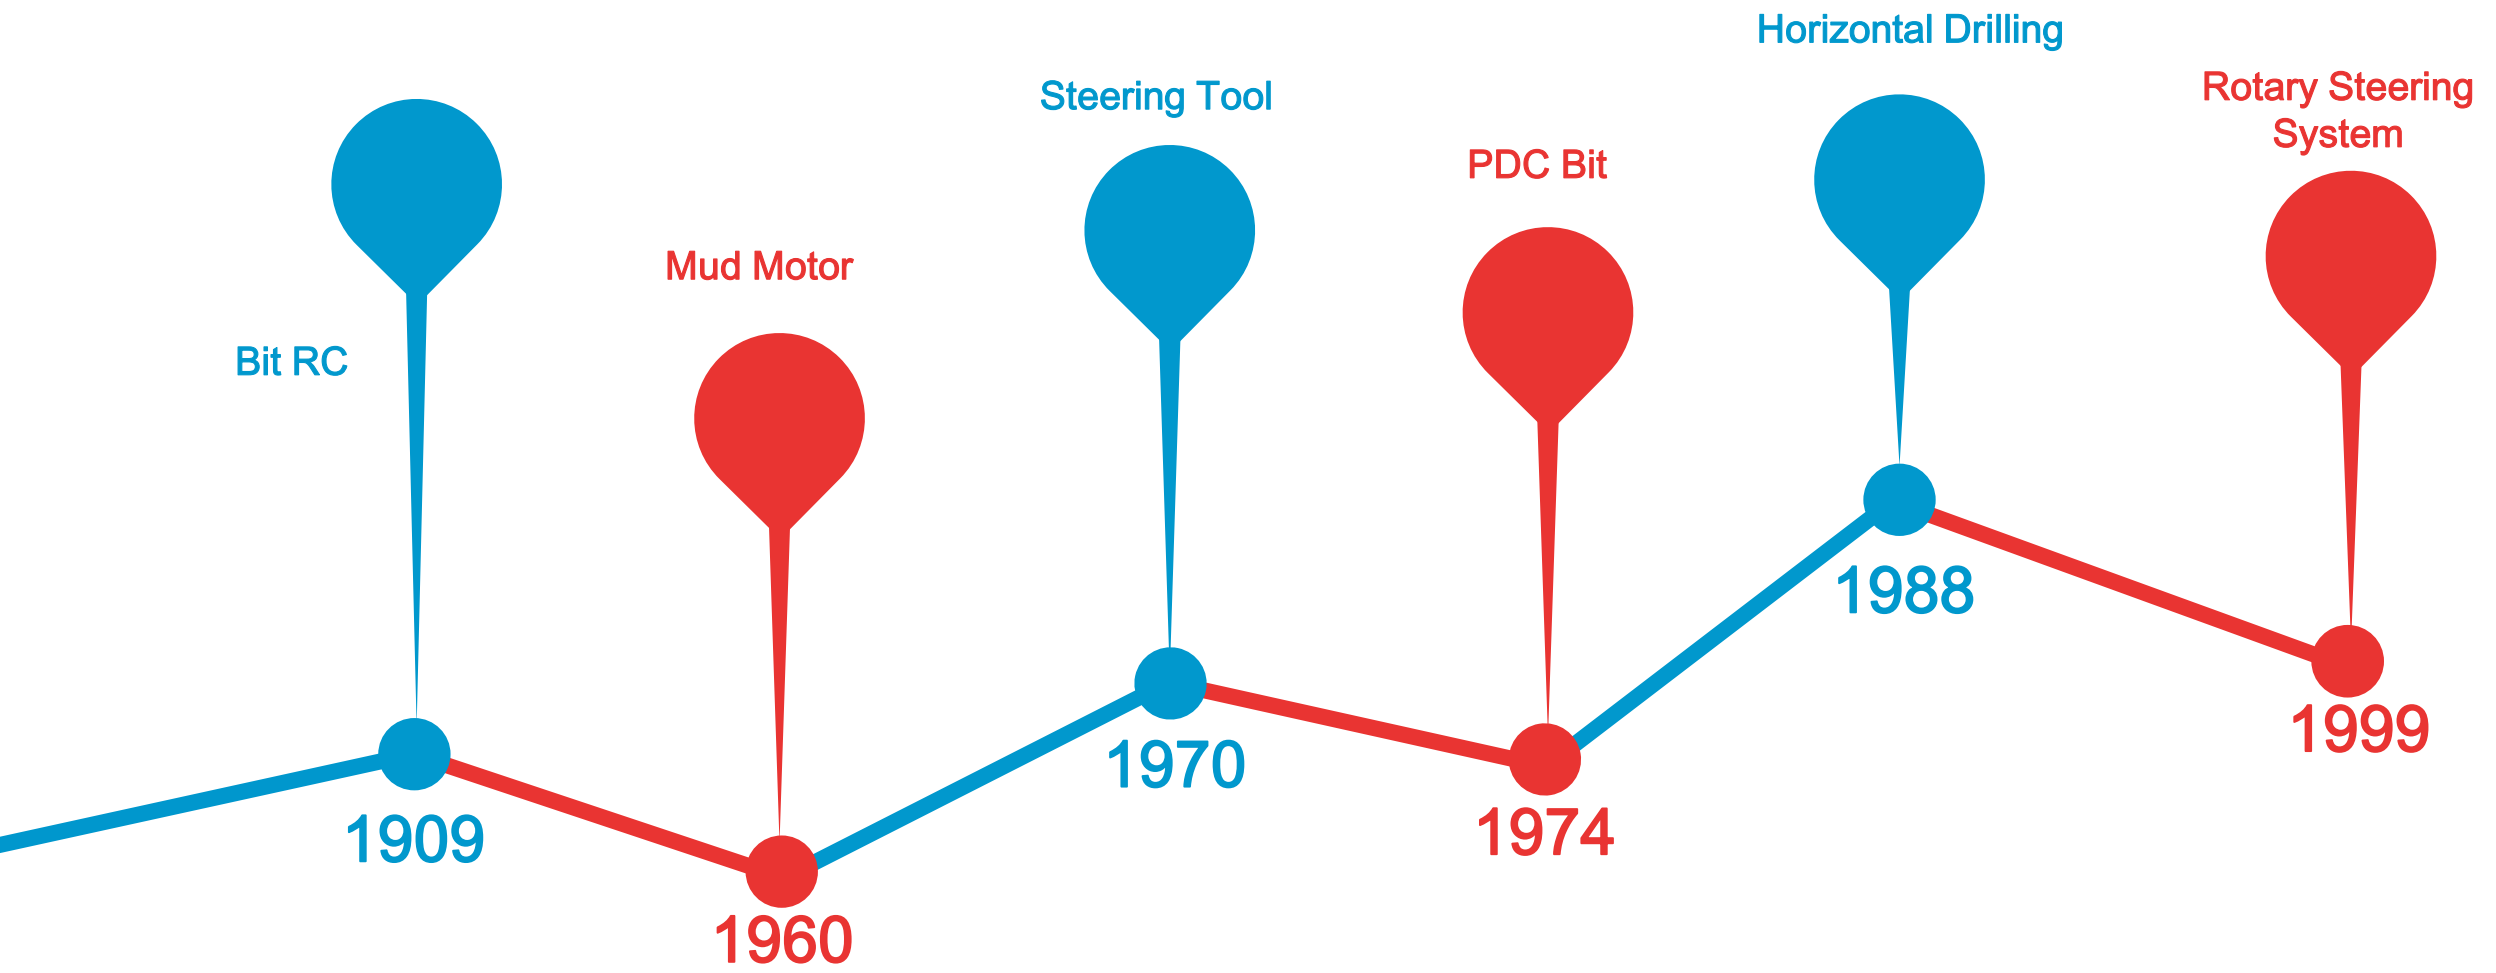 Bit RC
1909
Mud Motor
1960
Steering Tool
1970
PDC Bit
1974
Horizontal Drilling
1988
Rotary Steering
System
1999